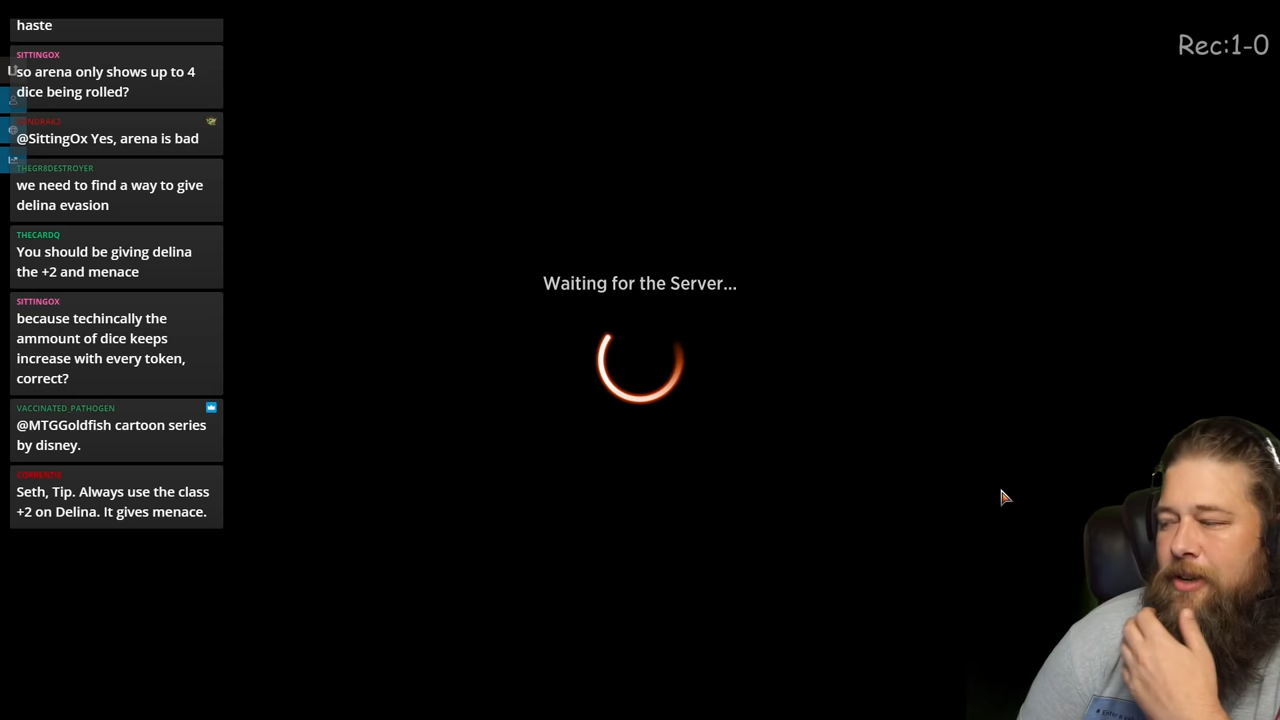 haste
Rec:1-0
SITTINGOX
so arena only shows up to 4
dice being rolled?
@SittingOx Yes, arena is bad
THEGR8DESTROYER
we need to find a way to give
delina evasion
THECARDQ
You should be giving delina
the +2 and menace
SITTINGOX
because techincally the
ammount of dice keeps
increase with every token,
correct?
VACCINATED_PATHOGEN
@MTGGoldfish cartoon series
by disney.
Seth, Tip. Always use the class
+2 on Delina. It gives menace.
Waiting for the Server...